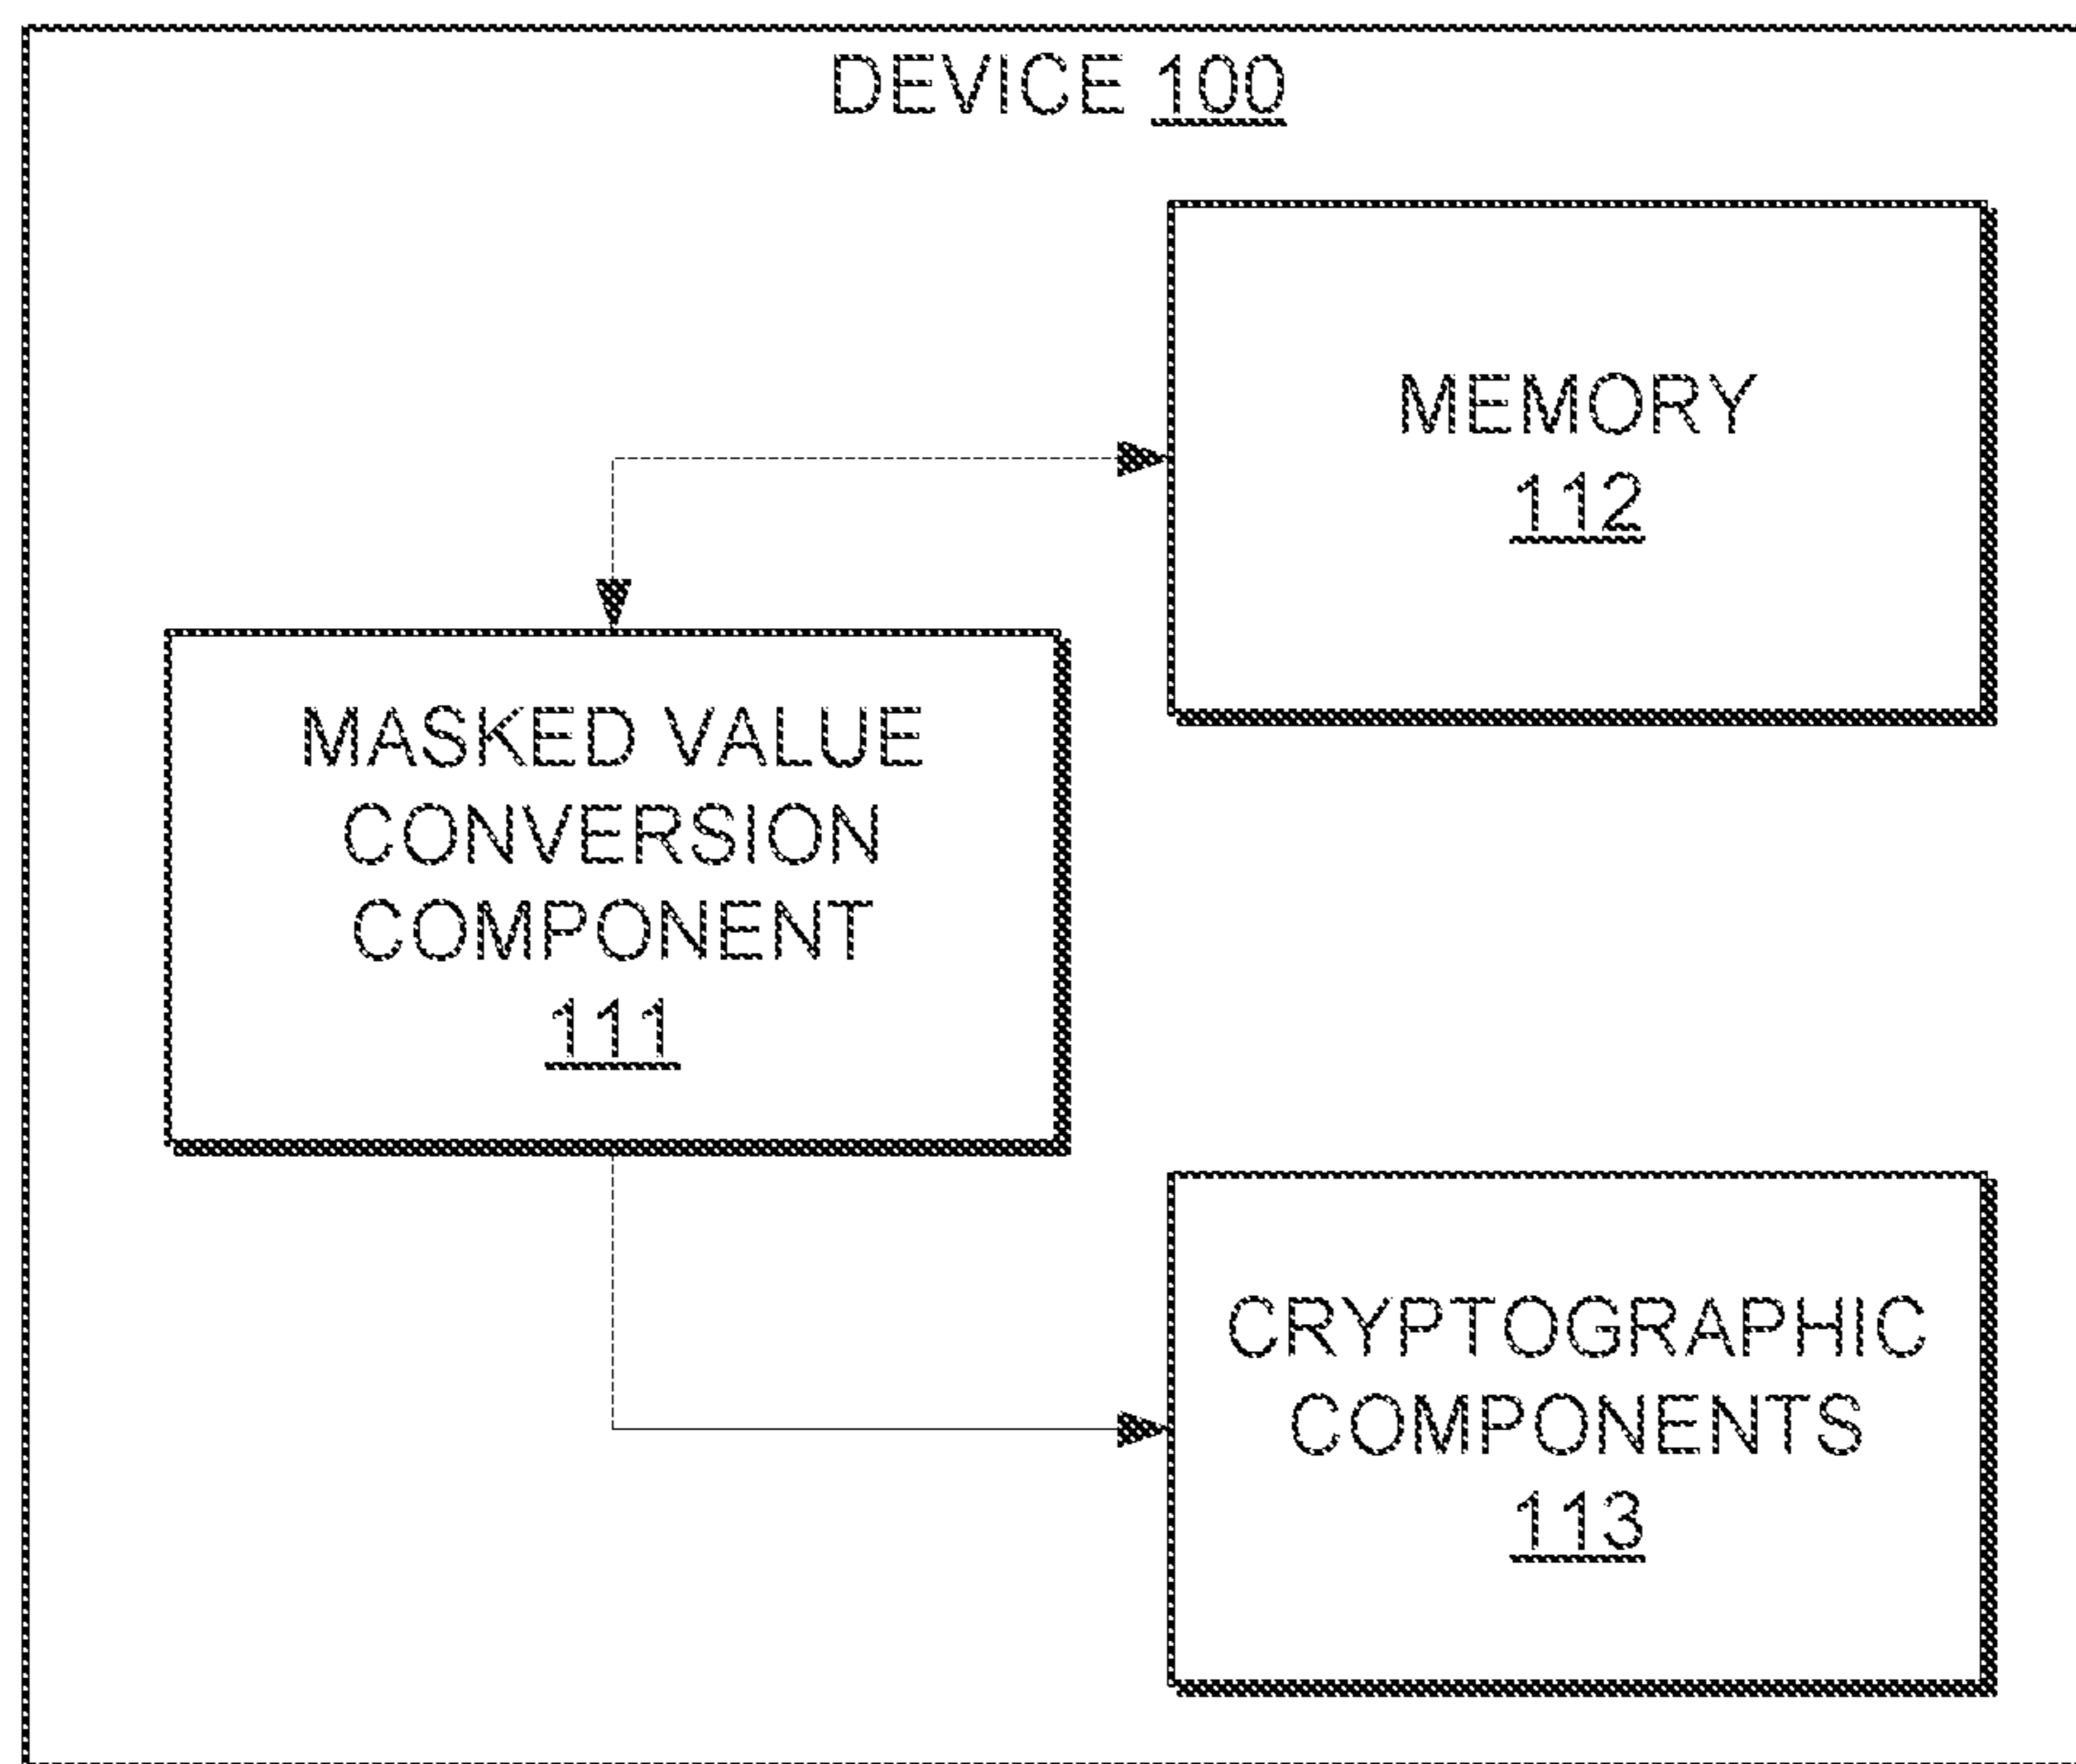 DEVICE 100
MEMORY
112
MASKED VALUE
CONVERSION
COMPONENT
111
CRYPTOGRAPHIC
COMPONENTS
113